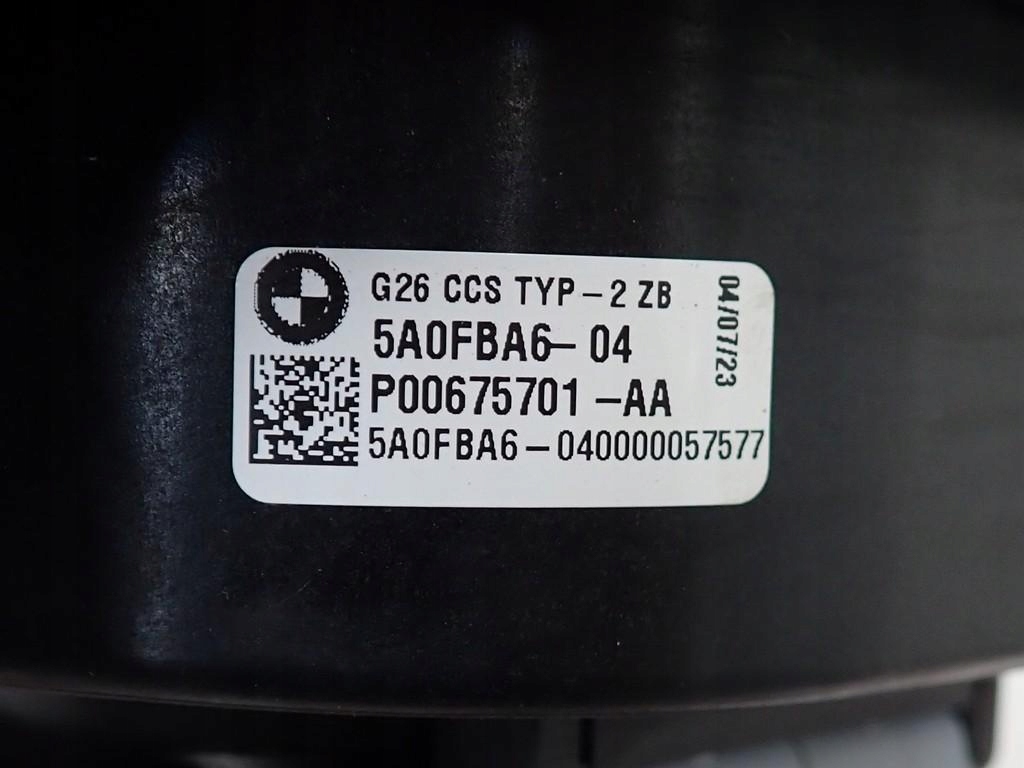 G26 CCS TYP-2 ZB
5A0FBA6-04
P00675701-AA
5A0FBA6-040000057577
04/07/23